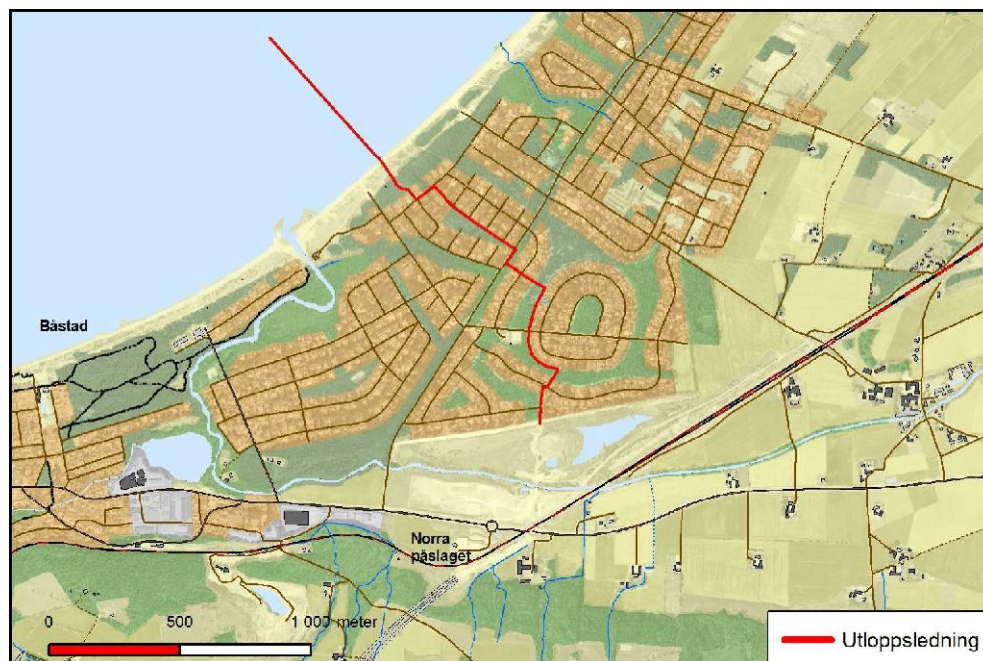 Båstad
Norra
påslaget
0 500 1 000 meter
Utloppsledning